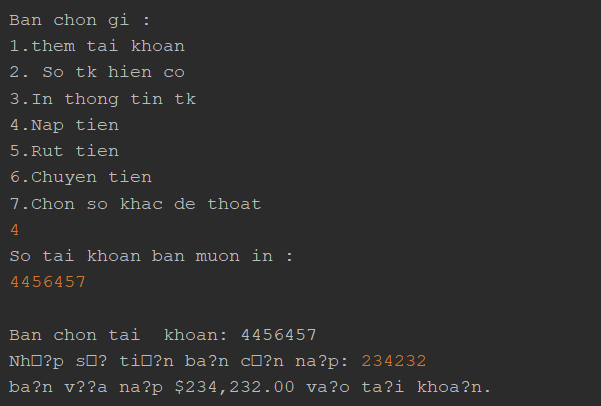 Ban chon gi :
1.them tai khoan
2. So tk hien co
3.In thong tin tk
4.Nap tien
5.Rut tien
6.Chuyen tien
7.Chon so khac de thoat
4
So tai khoan ban muon in :
4456457
Ban chon tai  khoan: 4456457
Nh□?p s□? ti□?n ba?n c□?n na?p: 234232
ba?n v??a na?p $234,232.00 va?o ta?i khoa?n.